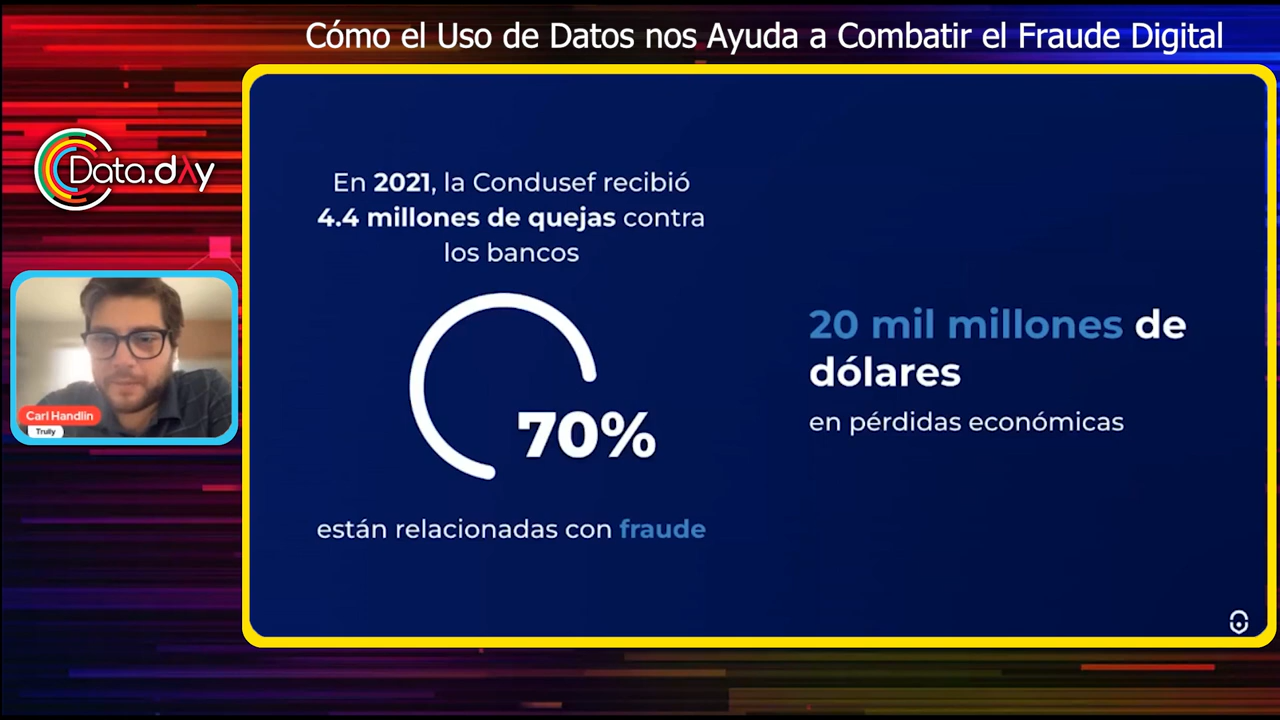 Cómo el Uso de Datos nos Ayuda a Combatir el Fraude Digital
Data.dΛy
En 2021, la Condusef recibió
4.4 millones de quejas contra
los bancos
70%
están relacionadas con fraude
20 mil millones de
dólares
en pérdidas económicas
Carl Handlin
Trully